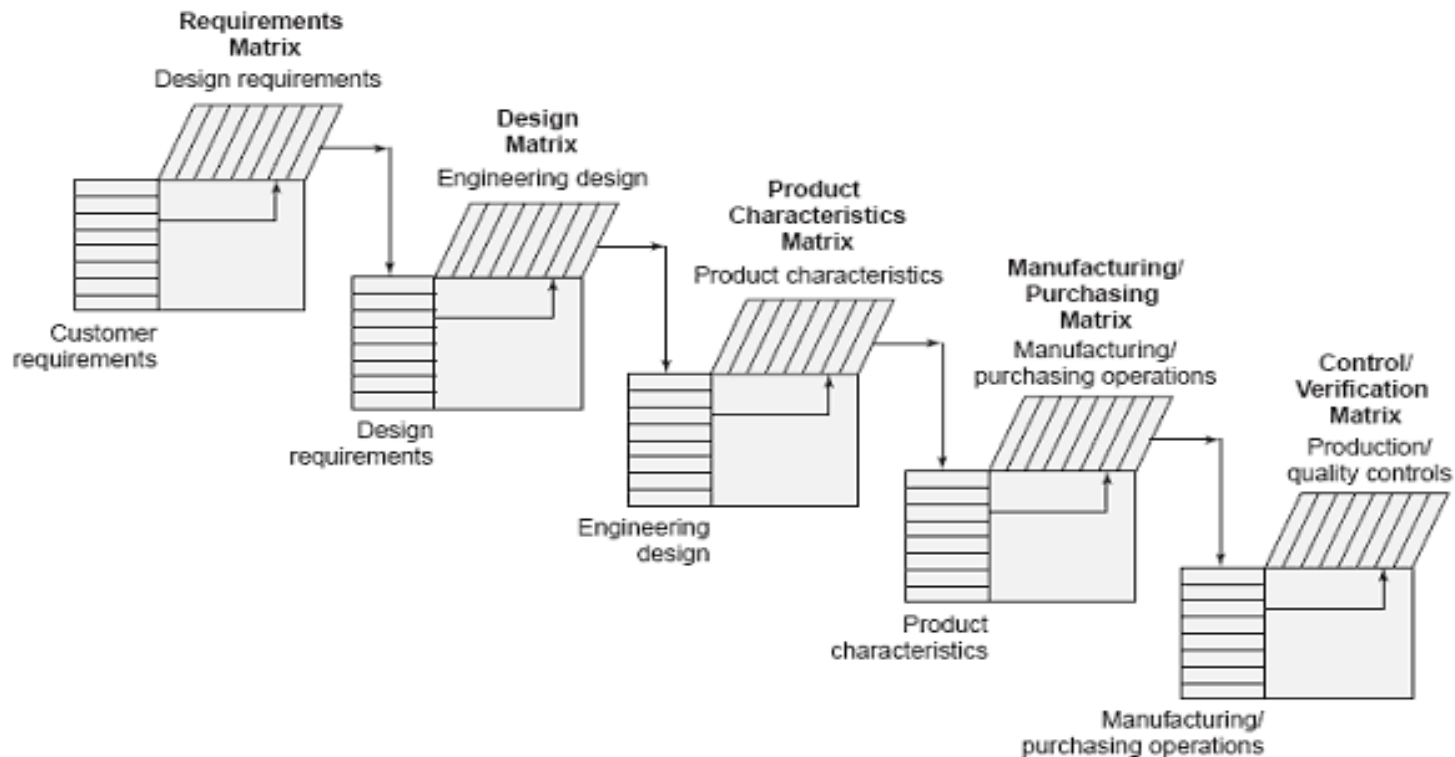 Requirements
Matrix
Design requirements
Customer
requirements
Design
Matrix
Engineering design
Design
requirements
Product
Characteristics
Matrix
Product characteristics
Engineering
design
Manufacturing/
Purchasing
Matrix
Manufacturing/
purchasing operations
Product
characteristics
Control/
Verification
Matrix
Production/
quality controls
Manufacturing/
purchasing operations